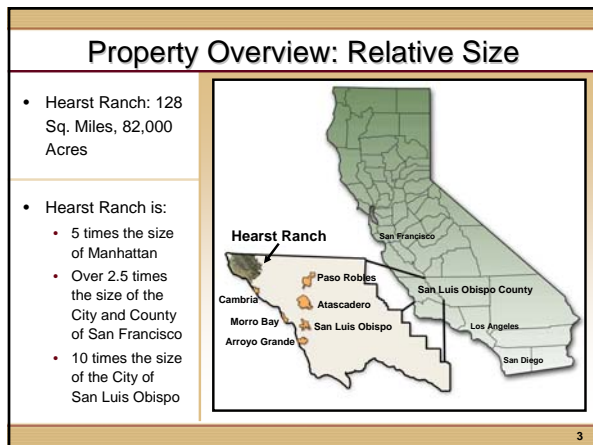 Property Overview: Relative Size
• Hearst Ranch: 128
Sq. Miles, 82,000
Acres
• Hearst Ranch is:
• 5 times the size
of Manhattan
• Over 2.5 times
the size of the
City and County
of San Francisco
• 10 times the size
of the City of
San Luis Obispo
San Francisco
Hearst Ranch
Paso Robles
San Luis Obispo County
Cambria
Atascadero
Morro Bay
San Luis Obispo
Los Angeles
Arroyo Grande
San Diego
3